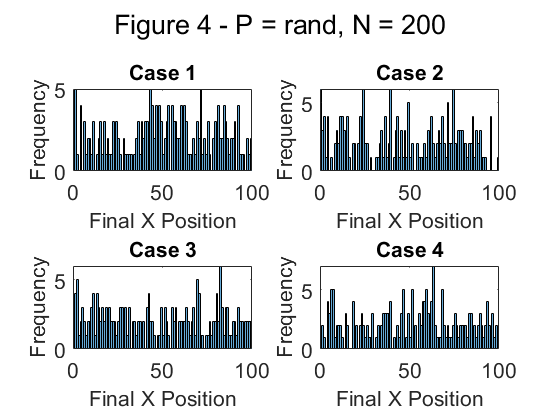 Figure 4 - P = rand, N = 200
Case 1
Case 2
Frequency
5
0
0 50 100
Final X Position
Frequency
5
0
0 50 100
Final X Position
Case 3
Case 4
Frequency
5
0
0 50 100
Final X Position
Frequency
5
0
0 50 100
Final X Position